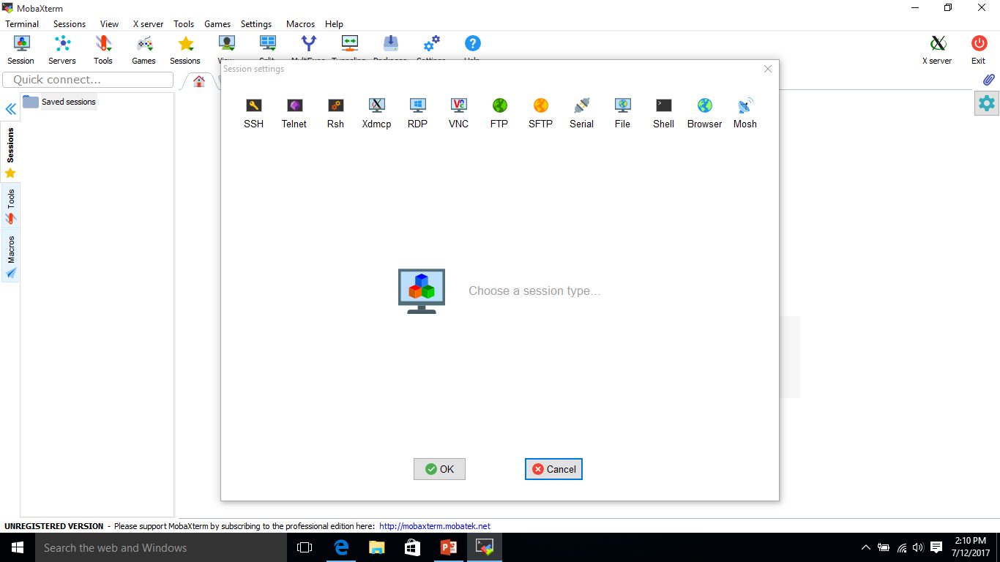 MobaXterm
Terminal Sessions View X server Tools Games Settings Macros Help
Session Servers Tools Games Sessions View Split MultiExec Tunneling Packages Settings Help X server Exit
Quick connect...
Session settings
Saved sessions
SSH Telnet Rsh Xdmcp RDP VNC FTP SFTP Serial File Shell Browser Mosh
Sessions
Tools
Macros
Choose a session type...
OK Cancel
UNREGISTERED VERSION - Please support MobaXterm by subscribing to the professional edition here: http://mobaxterm.mobatek.net
Search the web and Windows
2:10 PM
7/12/2017